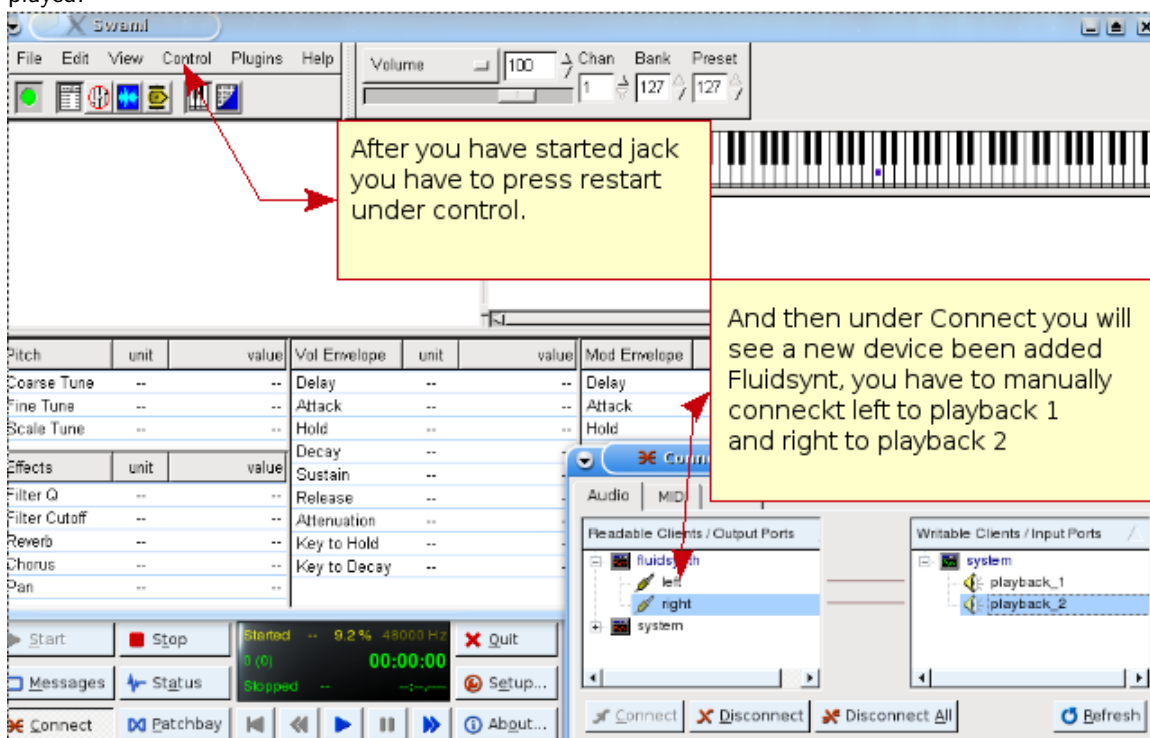 played.
Swami
File Edit View Control Plugins Help
Volume 100
Chan Bank Preset
1 127 127
After you have started jack
you have to press restart
under control.
And then under Connect you will
see a new device been added
Fluidsynt, you have to manually
conneckt left to playback 1
and right to playback 2
Pitch unit value
Coarse Tune -- --
Fine Tune -- --
Scale Tune -- --
Effects unit value
Filter Q -- --
Filter Cutoff -- --
Reverb -- --
Chorus -- --
Pan -- --
Vol Envelope unit value
Delay -- --
Attack -- --
Hold -- --
Decay --
Sustain --
Release --
Attenuation --
Key to Hold --
Key to Decay --
Mod Envelope
Delay
Attack
Hold
Audio MIDI
Readable Clients / Output Ports
fluidsynth
left
right
system
Writable Clients / Input Ports
system
playback_1
playback_2
Connect Disconnect Disconnect All Refresh
Start Stop
Started -- 9.2 % 48000 Hz
0 (0) 00:00:00
Stopped -- --:--.----
Quit
Messages Status Setup...
Connect Patchbay About...